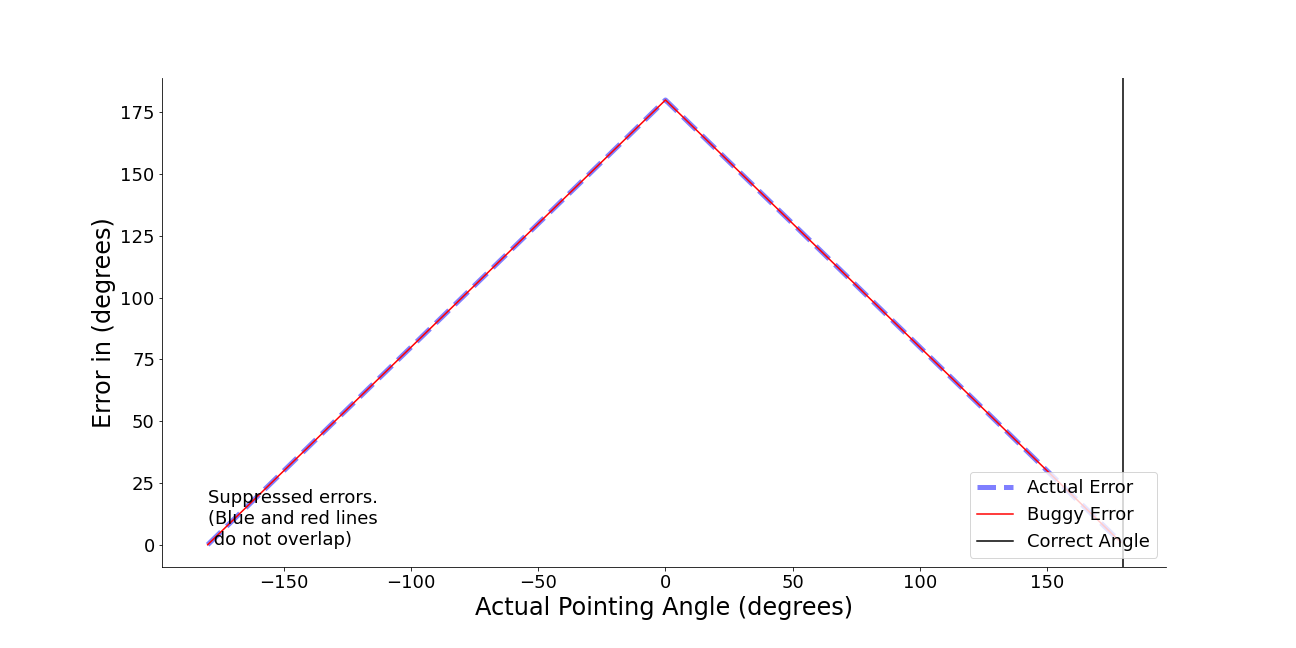 175
150
125
100
75
50
25
0
Error in (degrees)
Suppressed errors.
(Blue and red lines
do not overlap)
Actual Error
Buggy Error
Correct Angle
−150 −100 −50 0 50 100 150
Actual Pointing Angle (degrees)